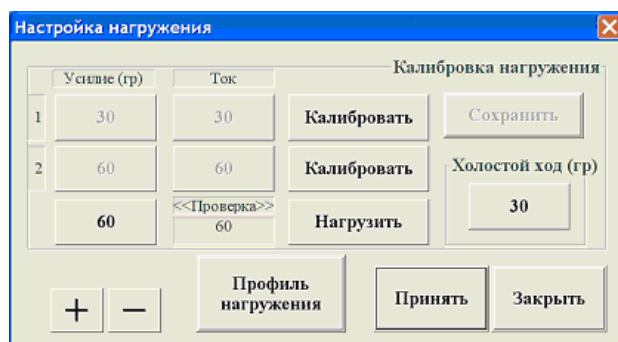 Настройка нагружения
Калибровка нагружения
Усилие (гр) Ток
1 30 30 Калибровать Сохранить
2 60 60 Калибровать Холостой ход (гр)
<<Проверка>>
60 60 Нагрузить 30
+ − Профиль нагружения Принять Закрыть